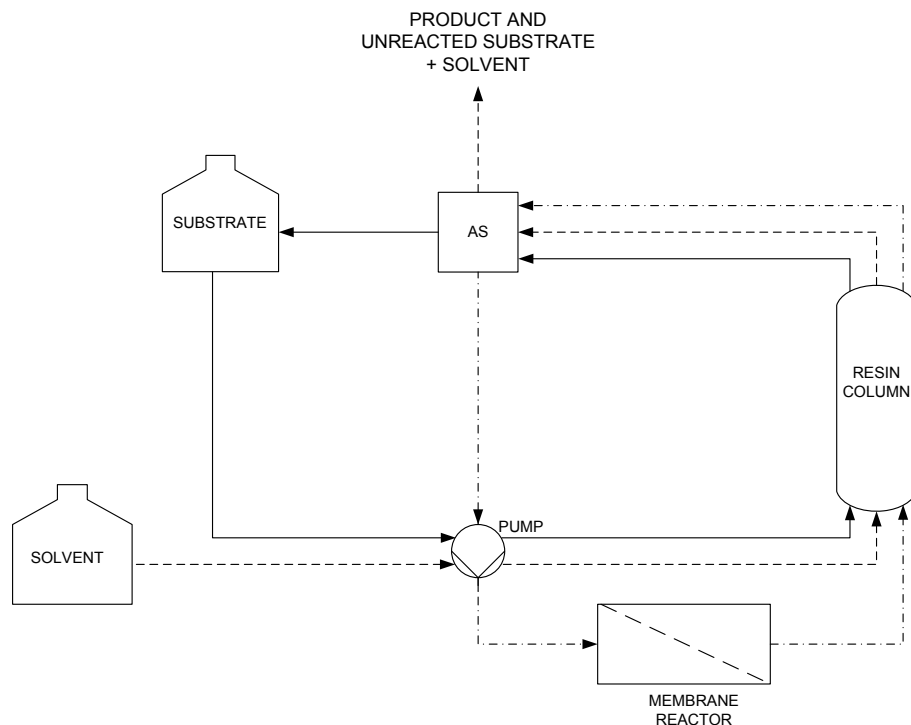 PRODUCT AND
UNREACTED SUBSTRATE
+ SOLVENT
SUBSTRATE
AS
RESIN
COLUMN
PUMP
SOLVENT
MEMBRANE
REACTOR